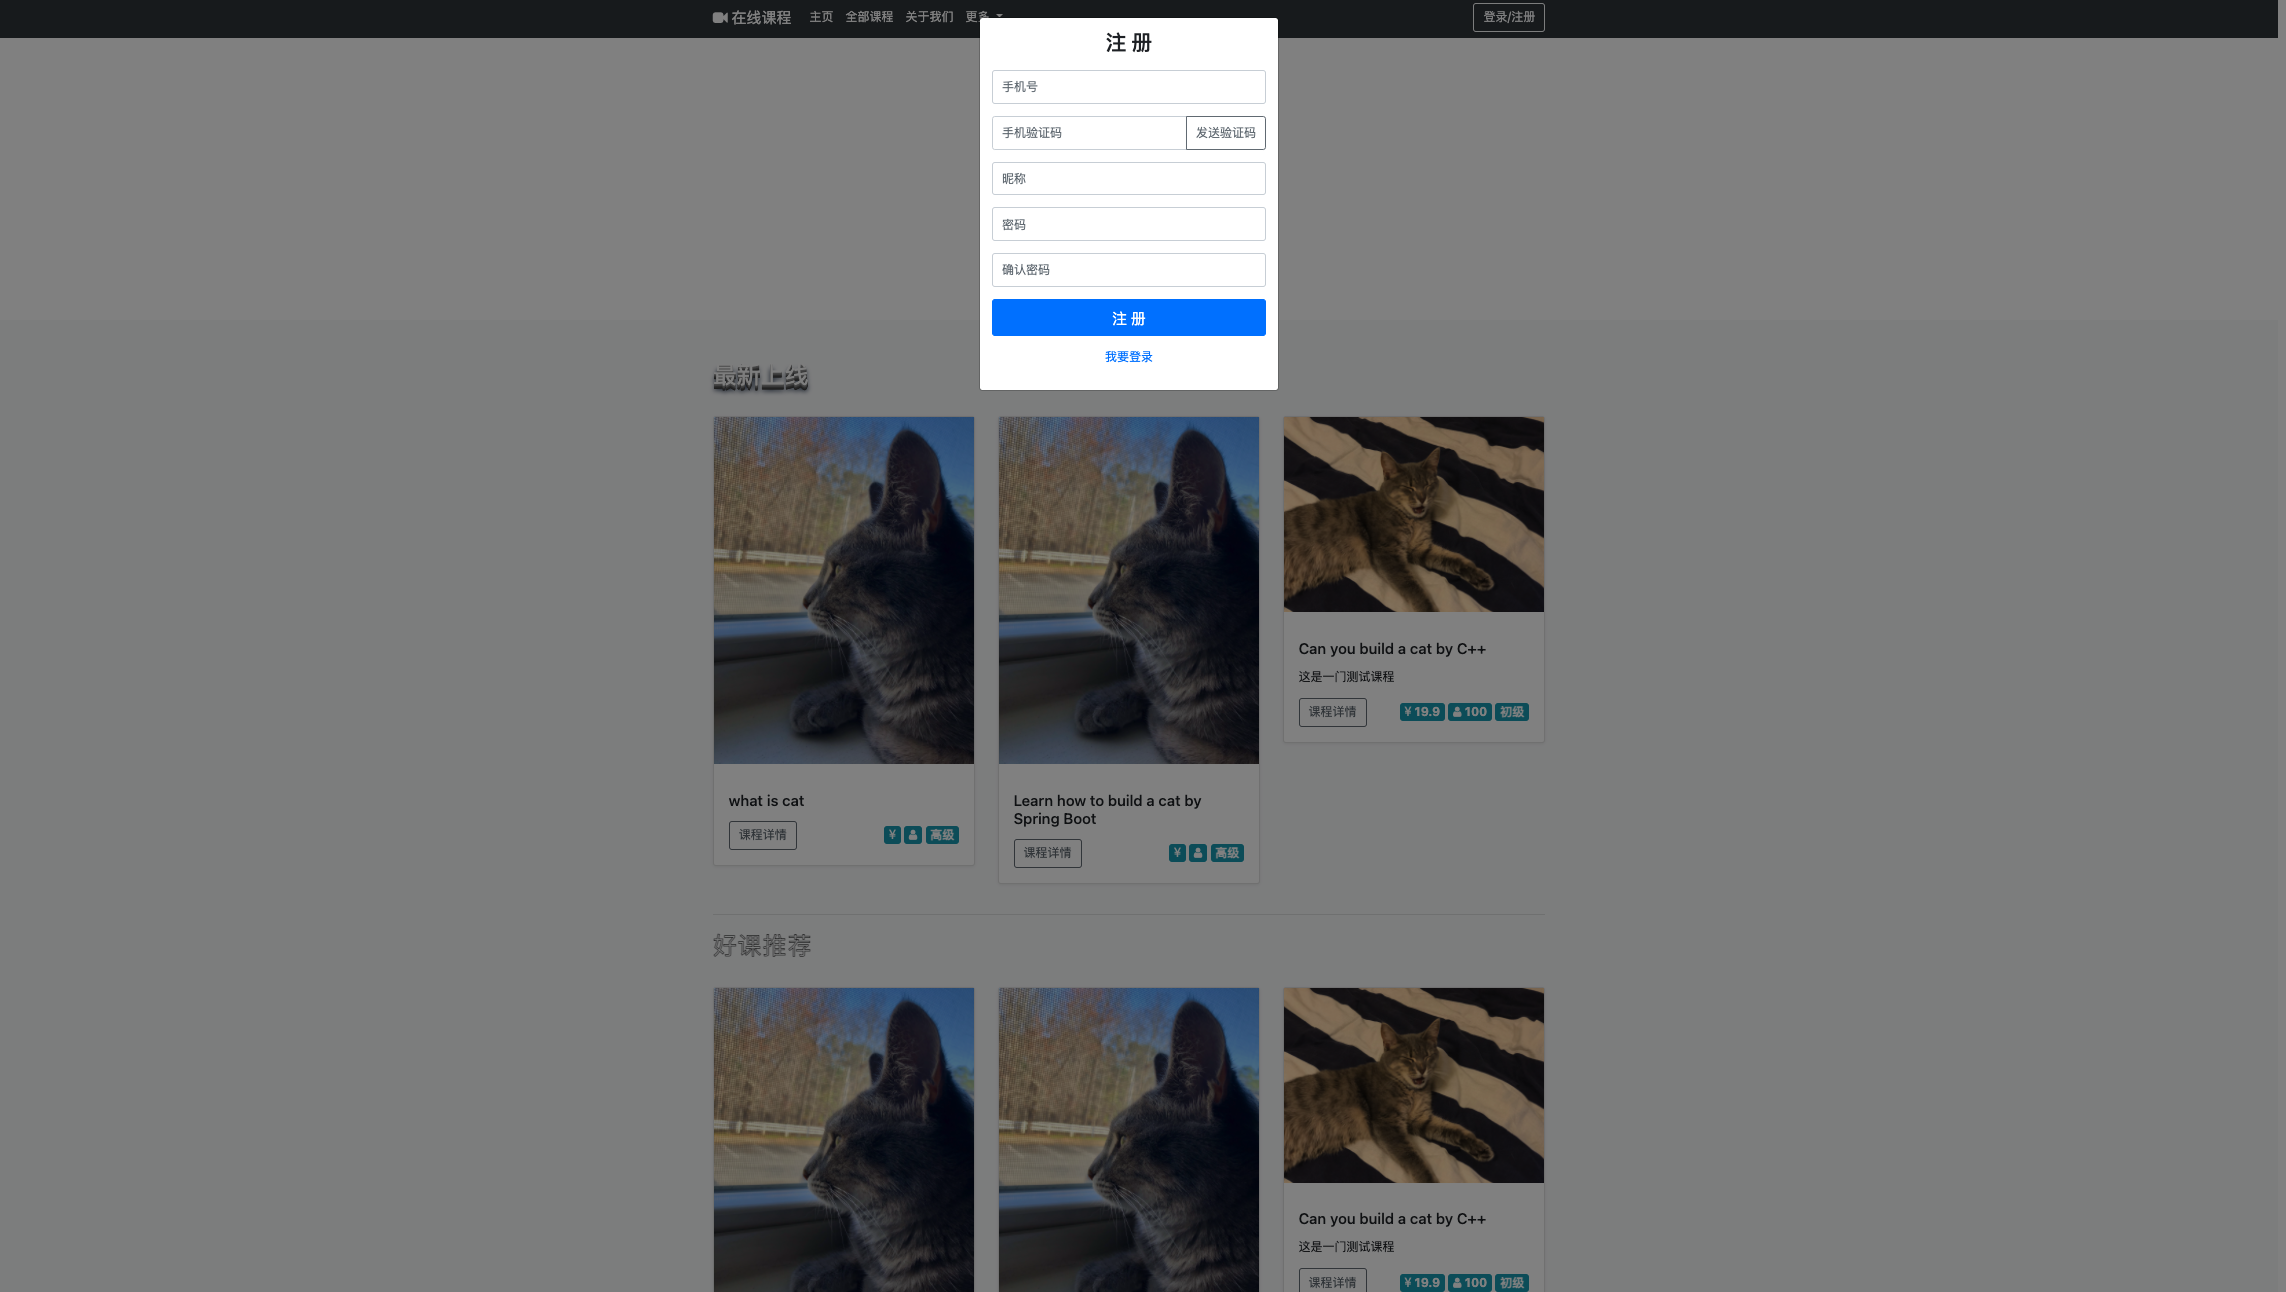 在线课程 主页 全部课程 关于我们 更多 登录/注册
注 册
手机号
手机验证码 发送验证码
昵称
密码
确认密码
注 册
我要登录
最新上线
what is cat
课程详情 ¥ 高级
Learn how to build a cat by
Spring Boot
课程详情 ¥ 高级
Can you build a cat by C++
这是一门测试课程
课程详情 ¥ 19.9 100 初级
好课推荐
Can you build a cat by C++
这是一门测试课程
课程详情 ¥ 19.9 100 初级